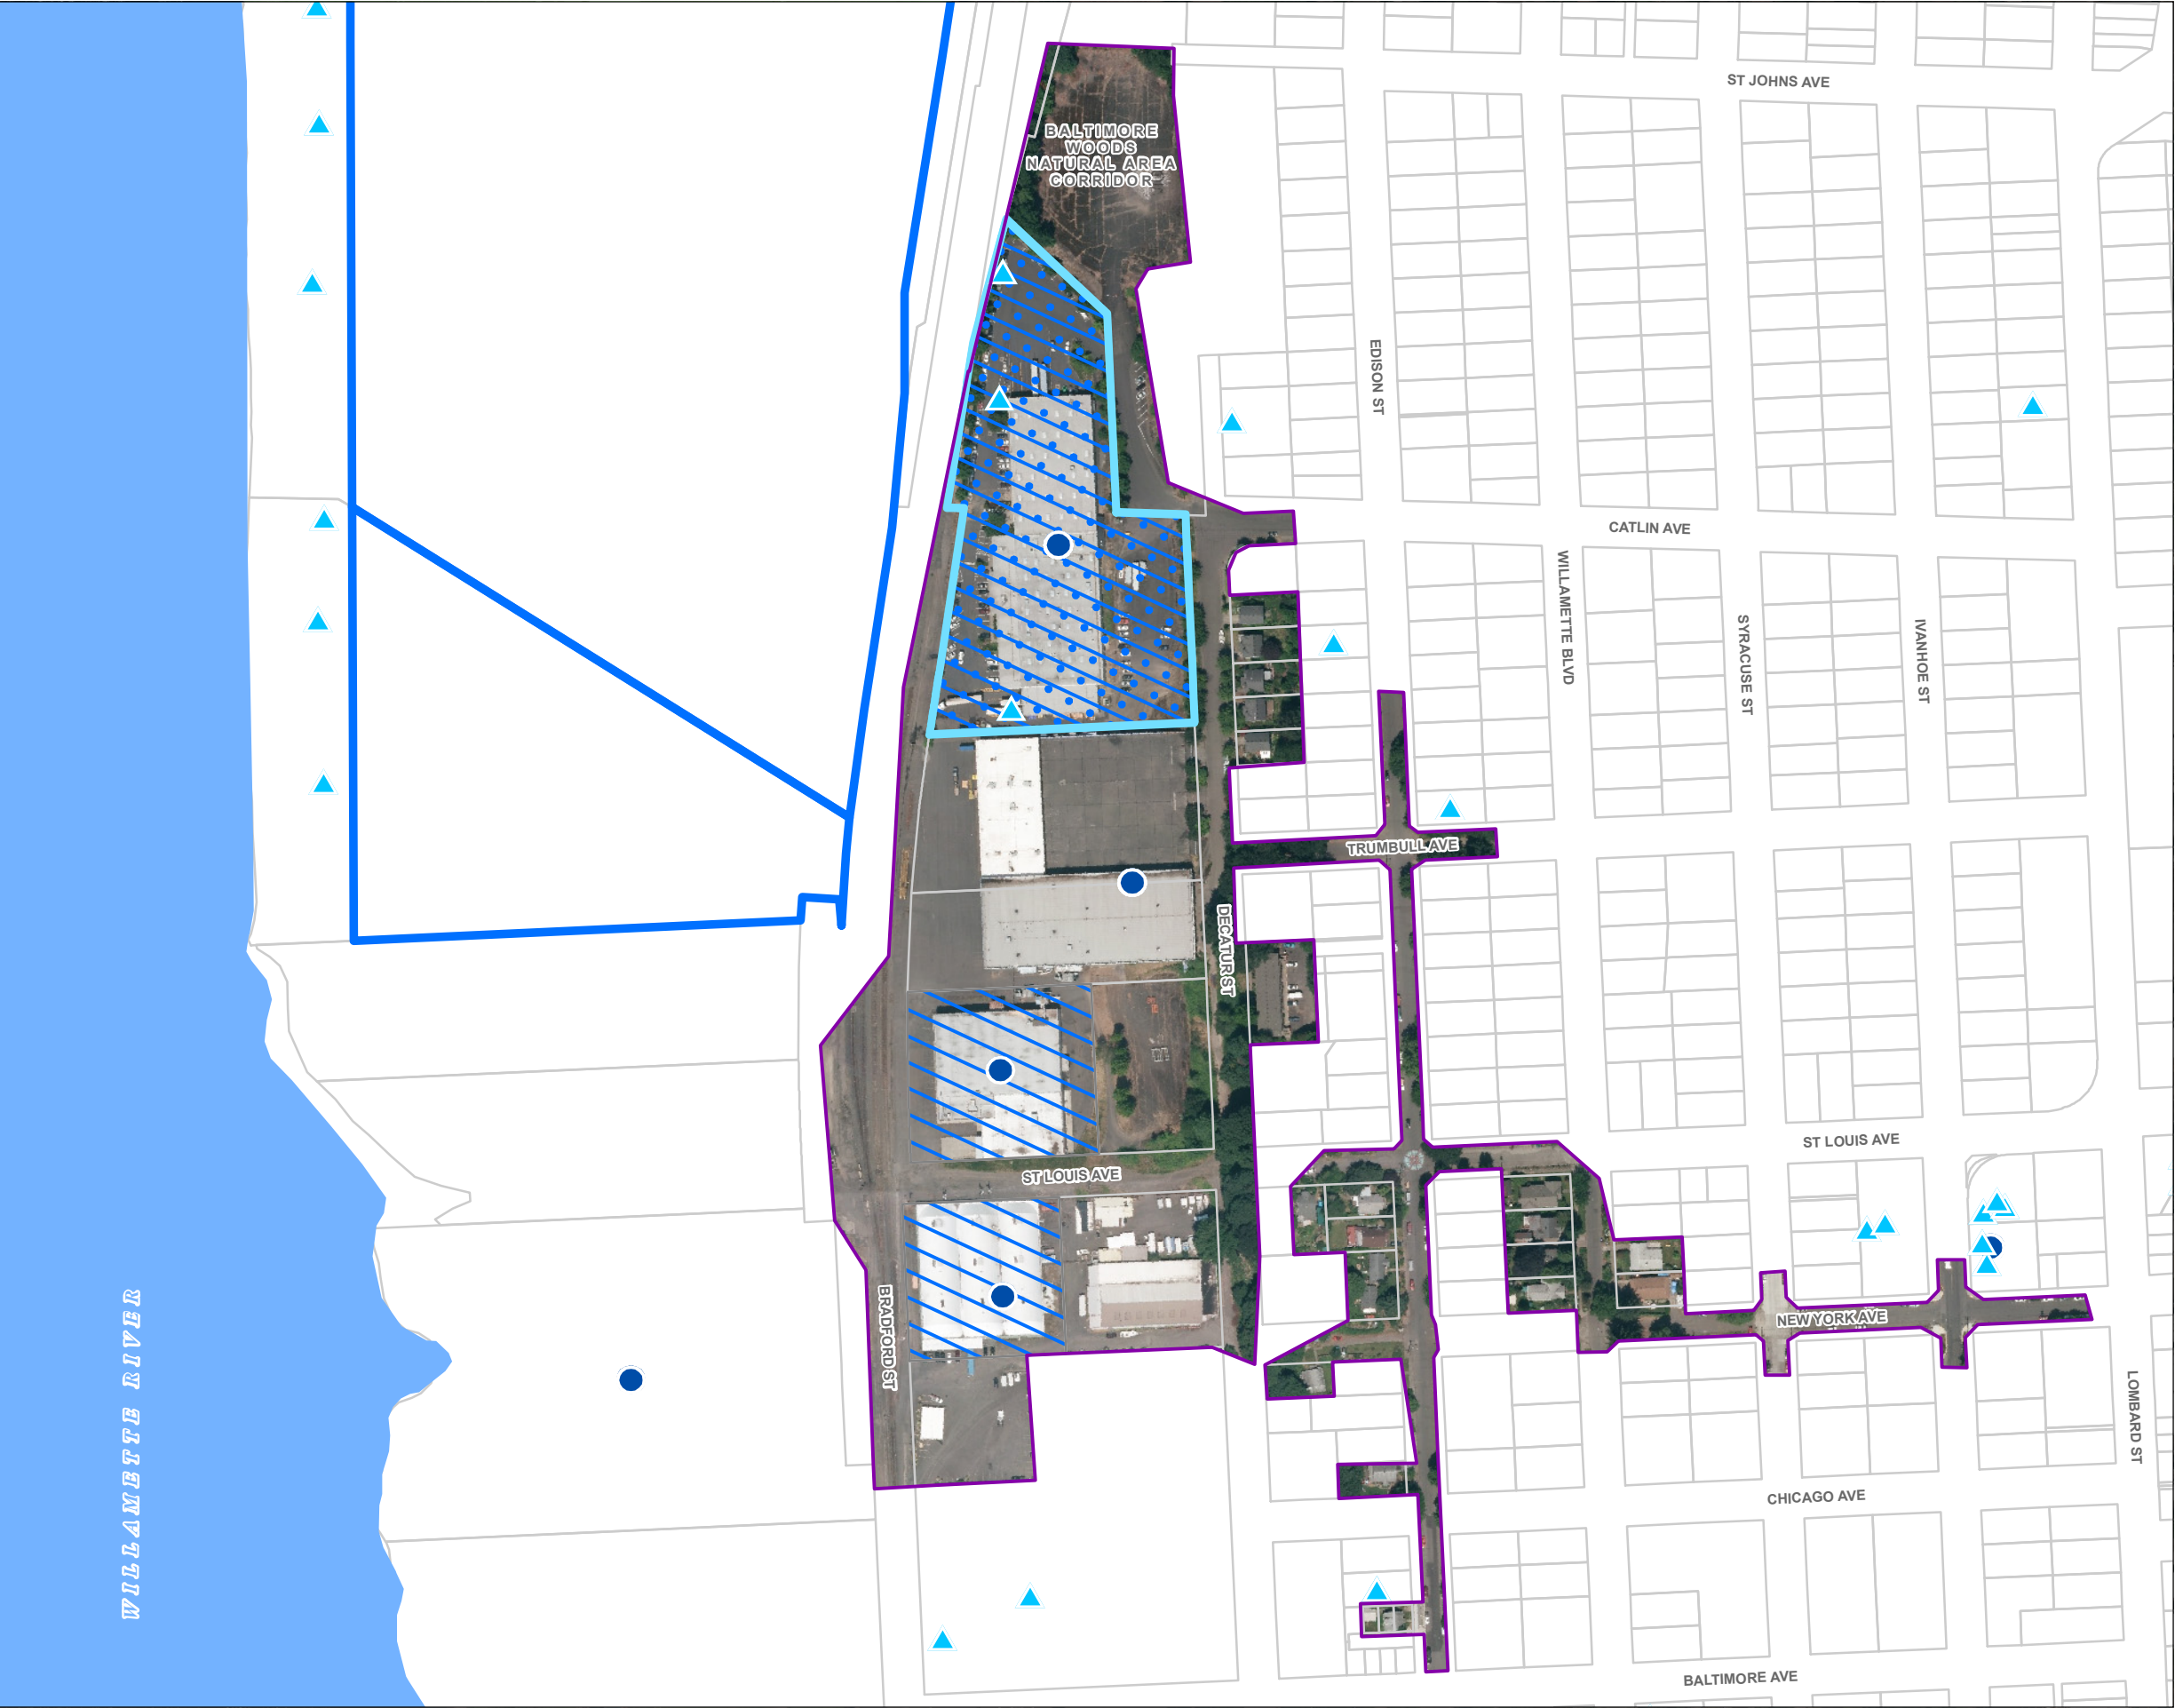 ST JOHNS AVE
BALTIMORE
WOODS
NATURAL AREA
CORRIDOR
EDISON ST
CATLIN AVE
WILLAMETTE BLVD
SYRACUSE ST
IVANHOE ST
TRUMBULL AVE
DECATUR ST
ST LOUIS AVE
ST LOUIS AVE
BRADFORD ST
NEW YORK AVE
WILLAMETTE RIVER
LOMBARD ST
CHICAGO AVE
BALTIMORE AVE